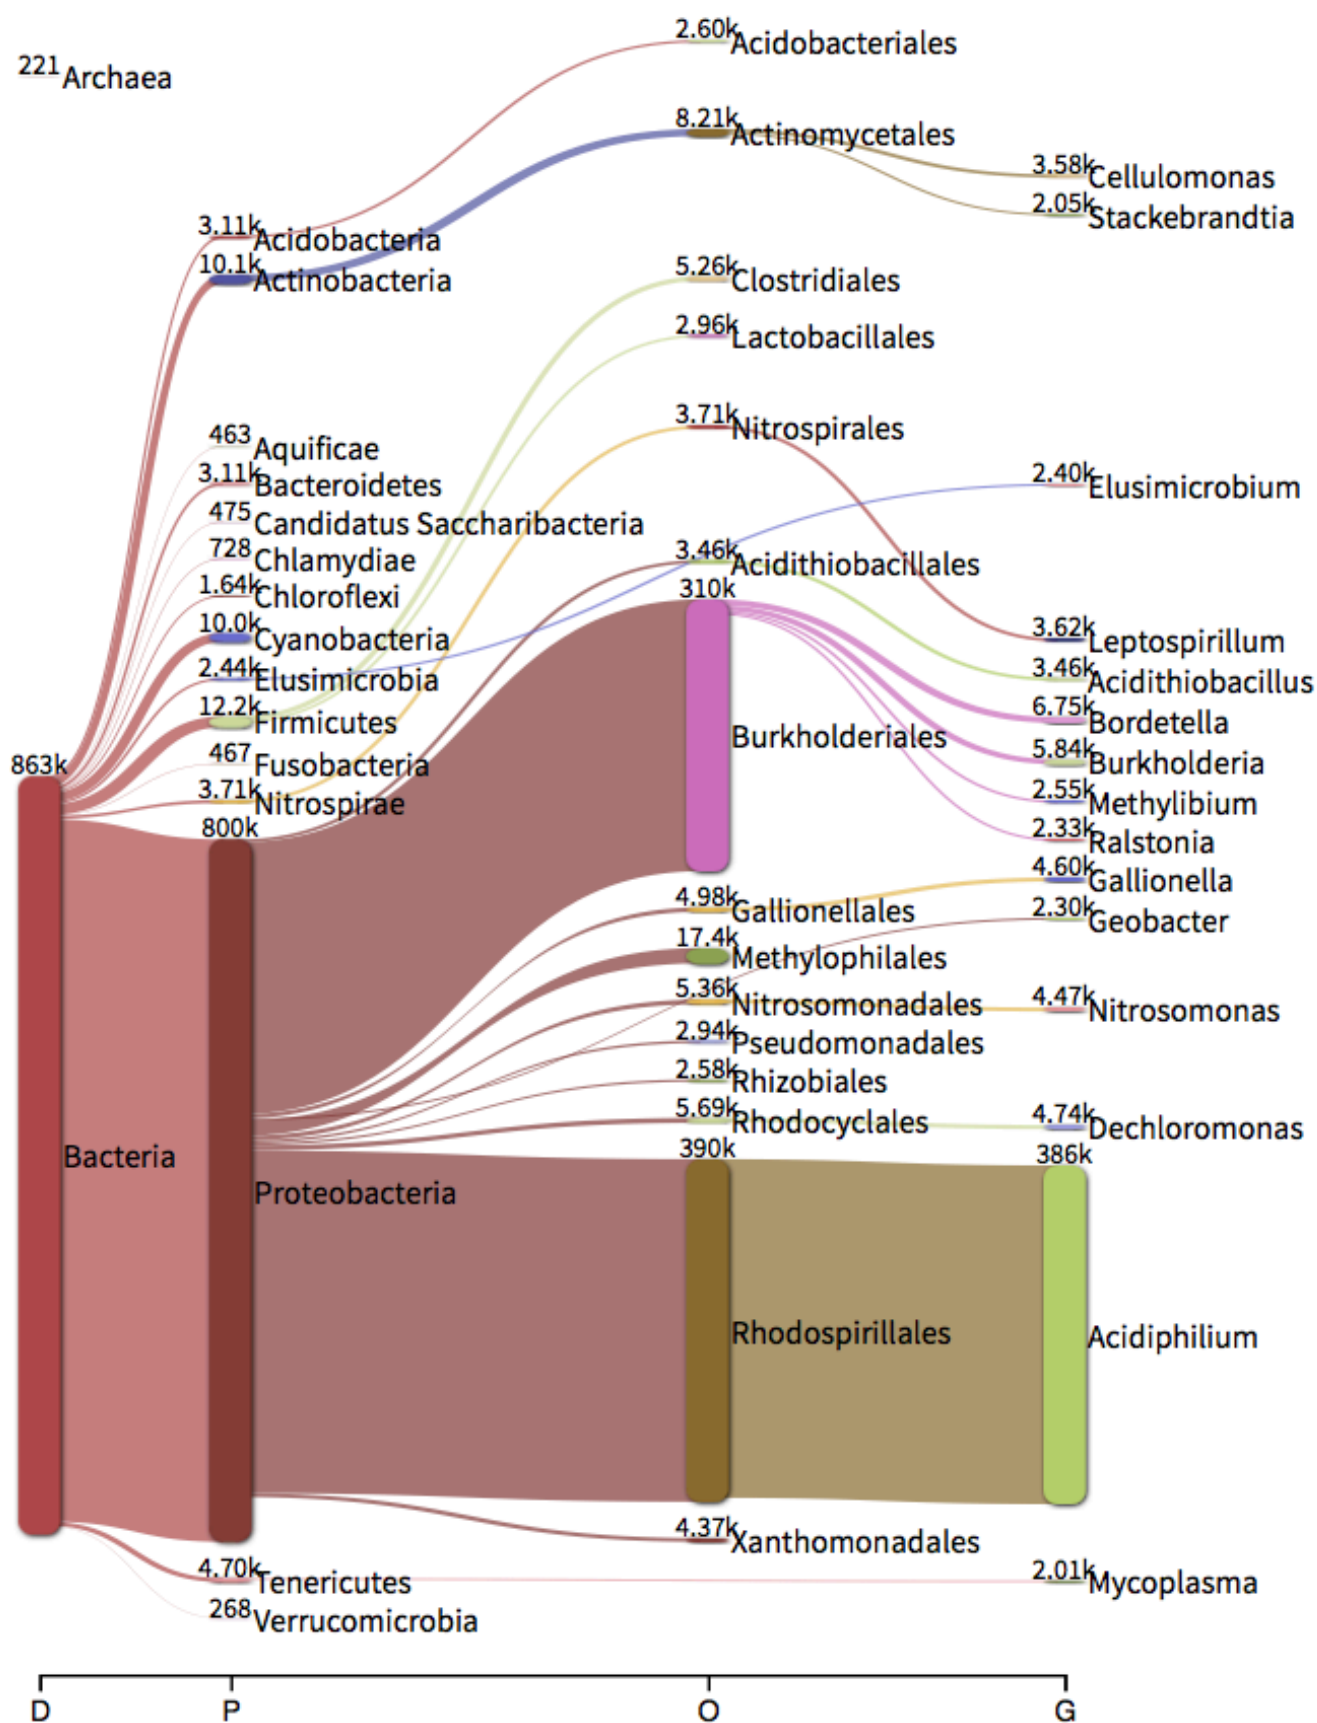 2.60k Acidobacteriales
221 Archaea
8.21k Actinomycetales
3.58k Cellulomonas
2.05k Stackebrandtia
3.11k Acidobacteria
10.1k Actinobacteria
5.26k Clostridiales
2.96k Lactobacillales
3.71k Nitrospirales
463 Aquificae
3.11k Bacteroidetes
2.40k Elusimicrobium
475 Candidatus Saccharibacteria
728 Chlamydiae
3.46k Acidithiobacillales
1.64k Chloroflexi
310k Burkholderiales
10.0k Cyanobacteria
3.62k Leptospirillum
2.44k Elusimicrobia
3.46k Acidithiobacillus
12.2k Firmicutes
6.75k Bordetella
467 Fusobacteria
5.84k Burkholderia
3.71k Nitrospirae
2.55k Methylibium
863k Bacteria
800k Proteobacteria
2.33k Ralstonia
4.60k Gallionella
4.98k Gallionellales
2.30k Geobacter
17.4k Methylophilales
5.36k Nitrosomonadales
4.47k Nitrosomonas
2.94k Pseudomonadales
2.58k Rhizobiales
5.69k Rhodocyclales
4.74k Dechloromonas
390k Rhodospirillales
386k Acidiphilium
4.37k Xanthomonadales
4.70k Tenericutes
2.01k Mycoplasma
268 Verrucomicrobia
D P O G